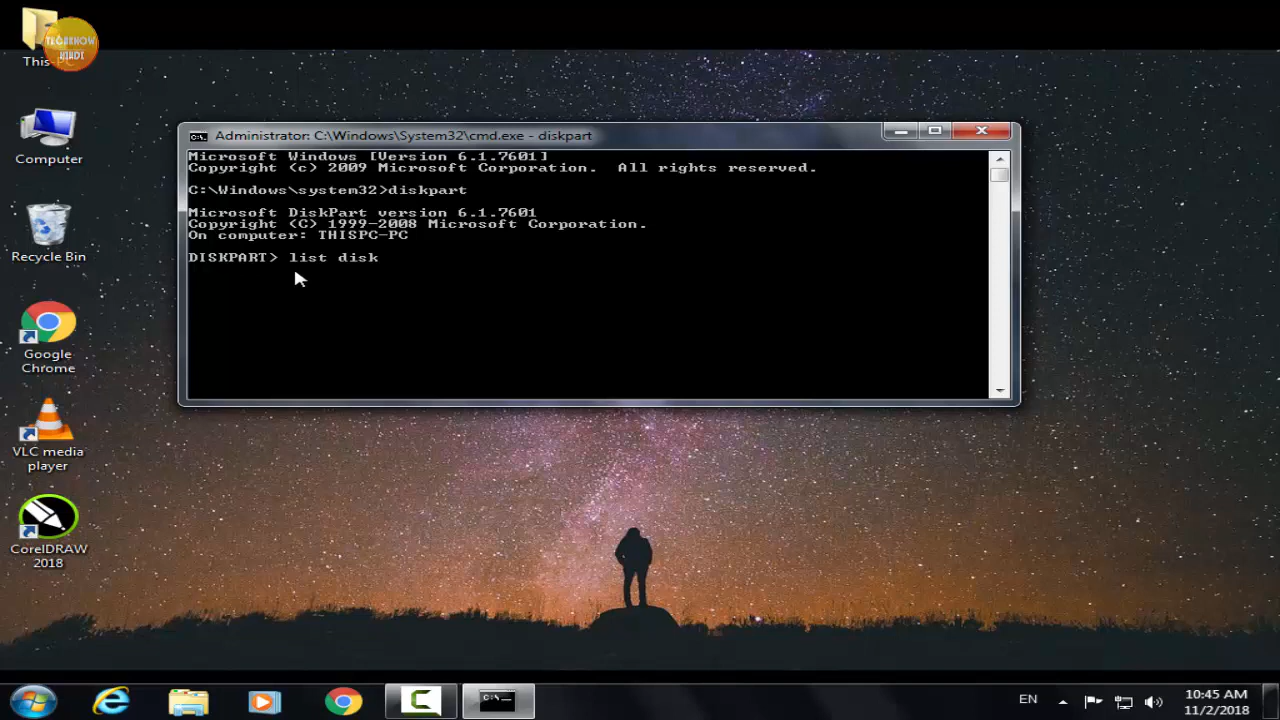 This-PC
TECHKNOW
Computer
Recycle Bin
Google
Chrome
VLC media
player
CorelDRAW
2018
Administrator: C:\Windows\System32\cmd.exe - diskpart
Microsoft Windows [Version 6.1.7601]
Copyright (c) 2009 Microsoft Corporation.  All rights reserved.
C:\Windows\system32>diskpart
Microsoft DiskPart version 6.1.7601
Copyright (C) 1999-2008 Microsoft Corporation.
On computer: THISPC-PC
DISKPART> list disk
EN
10:45 AM
11/2/2018